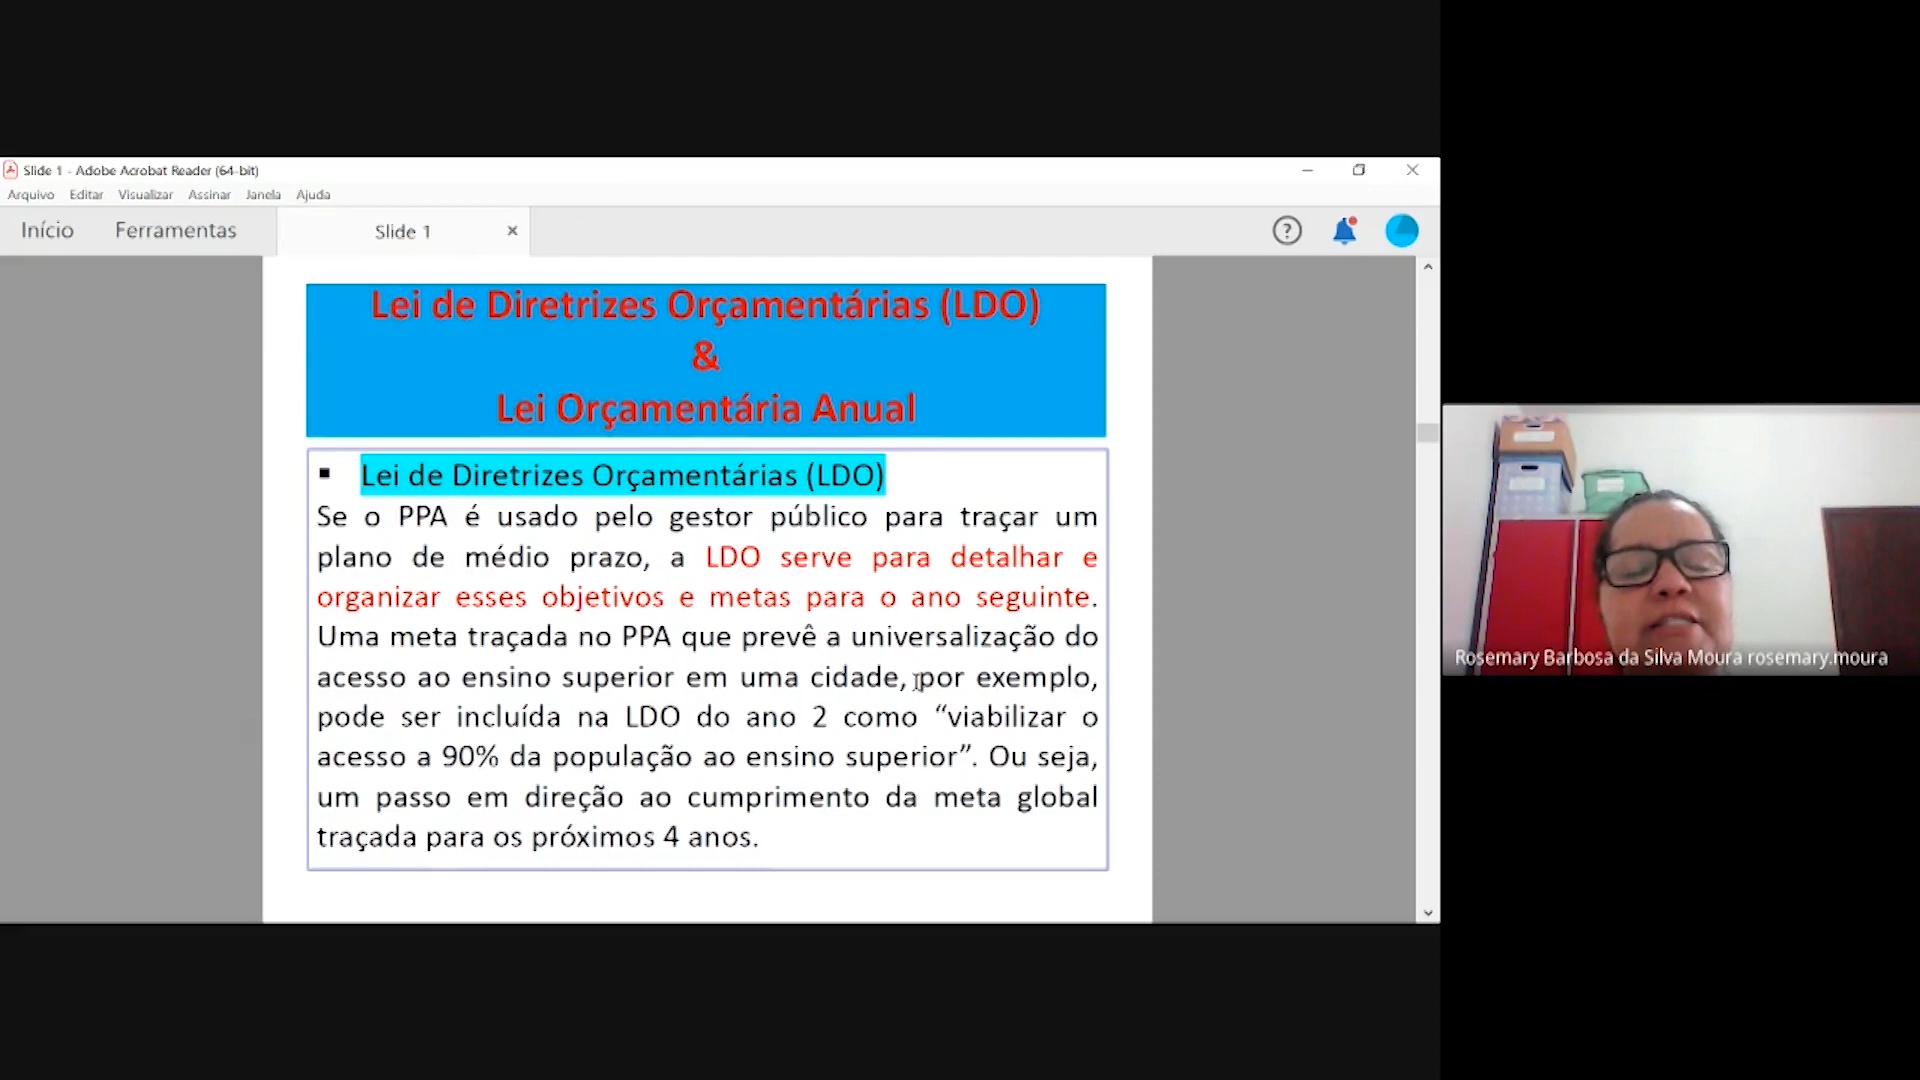 Slide 1 - Adobe Acrobat Reader (64-bit)
Arquivo Editar Visualizar Assinar Janela Ajuda
Início Ferramentas Slide 1
Lei de Diretrizes Orçamentárias (LDO)
&
Lei Orçamentária Anual
▪ Lei de Diretrizes Orçamentárias (LDO)
Se o PPA é usado pelo gestor público para traçar um
plano de médio prazo, a LDO serve para detalhar e
organizar esses objetivos e metas para o ano seguinte.
Uma meta traçada no PPA que prevê a universalização do
acesso ao ensino superior em uma cidade, por exemplo,
pode ser incluída na LDO do ano 2 como “viabilizar o
acesso a 90% da população ao ensino superior”. Ou seja,
um passo em direção ao cumprimento da meta global
traçada para os próximos 4 anos.
Rosemary Barbosa da Silva Moura rosemary.moura